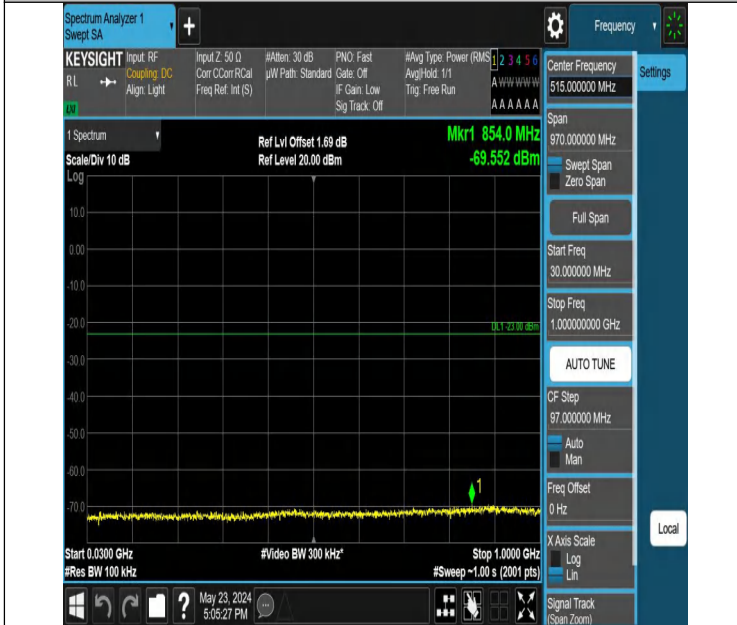 Spectrum Analyzer 1
Swept SA
+
Frequency
KEYSIGHT
RL
Input: RF
Coupling: DC
Align: Light
Input Z: 50 Ω
Corr CCorr RCal
Freq Ref: Int (S)
#Atten: 30 dB
µW Path: Standard
PNO: Fast
Gate: Off
IF Gain: Low
Sig Track: Off
#Avg Type: Power (RMS
Avg|Hold: 1/1
Trig: Free Run
1 2 3 4 5 6
A W W W W W
A A A A A A
1 Spectrum
Scale/Div 10 dB
Log
Ref Lvl Offset 1.69 dB
Ref Level 20.00 dBm
Mkr1 854.0 MHz
-69.552 dBm
10.0
0.00
-10.0
-20.0
-30.0
-40.0
-50.0
-60.0
-70.0
DL1 -23.00 dBm
1
Start 0.0300 GHz
#Res BW 100 kHz
#Video BW 300 kHz*
Stop 1.0000 GHz
#Sweep ~1.00 s (2001 pts)
Center Frequency
515.000000 MHz
Settings
Span
970.000000 MHz
Swept Span
Zero Span
Full Span
Start Freq
30.000000 MHz
Stop Freq
1.000000000 GHz
AUTO TUNE
CF Step
97.000000 MHz
Auto
Man
Freq Offset
0 Hz
X Axis Scale
Log
Lin
Local
Signal Track
(Span Zoom)
?
May 23, 2024
5:05:27 PM